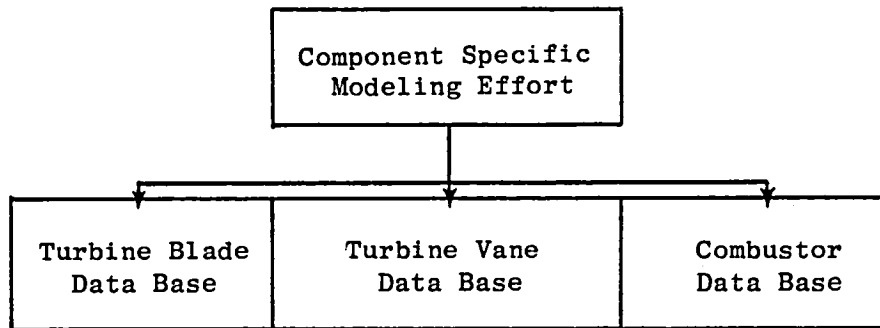 Component Specific
Modeling Effort
Turbine Blade
Data Base
Turbine Vane
Data Base
Combustor
Data Base